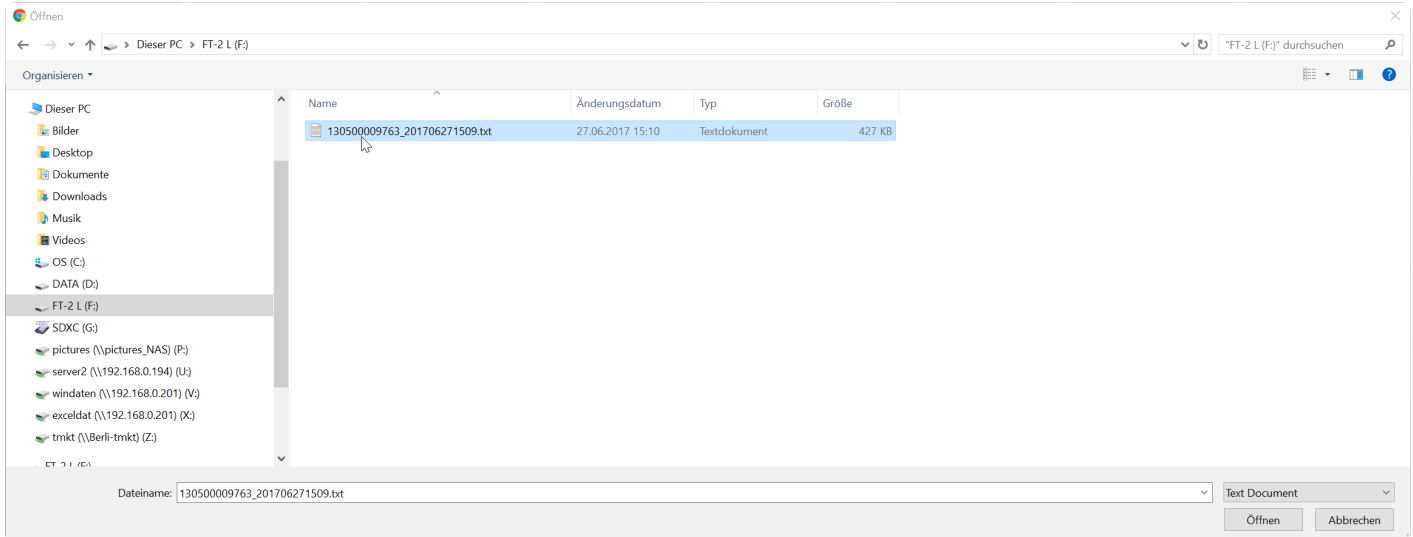 Öffnen
Dieser PC > FT-2 L (F:)
"FT-2 L (F:)" durchsuchen
Organisieren
Dieser PC
Bilder
Desktop
Dokumente
Downloads
Musik
Videos
OS (C:)
DATA (D:)
FT-2 L (F:)
SDXC (G:)
pictures (\\pictures_NAS) (P:)
server2 (\\192.168.0.194) (U:)
windaten (\\192.168.0.201) (V:)
exceldat (\\192.168.0.201) (X:)
tmkt (\\Berli-tmkt) (Z:)
FT-2 L (F:)
Name Änderungsdatum Typ Größe
130500009763_201706271509.txt 27.06.2017 15:10 Textdokument 427 KB
Dateiname: 130500009763_201706271509.txt Text Document
Öffnen Abbrechen